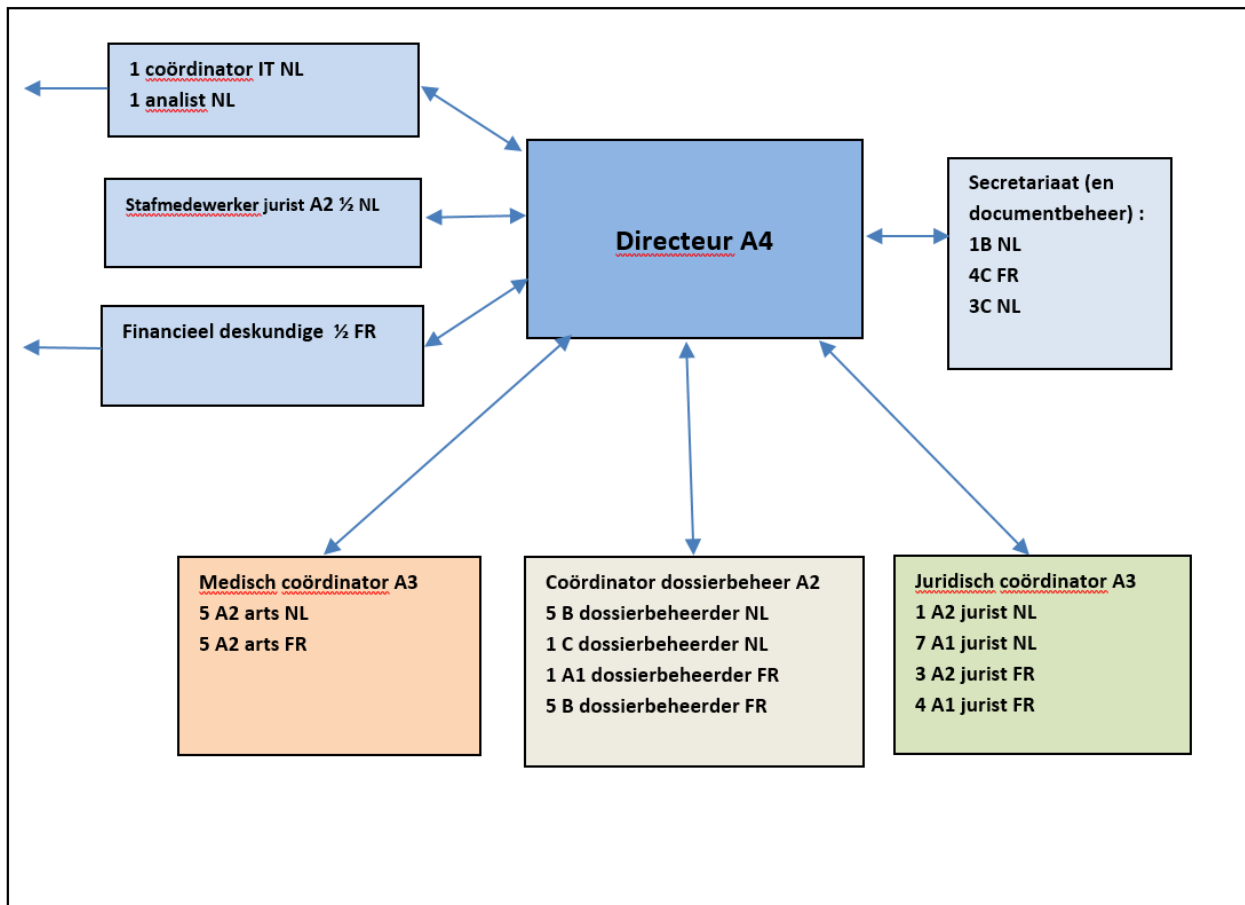 1 coördinator IT NL
1 analist NL
Stafmedewerker jurist A2 ½ NL
Financieel deskundige ½ FR
Directeur A4
Secretariaat (en
documentbeheer) :
1B NL
4C FR
3C NL
Medisch coördinator A3
5 A2 arts NL
5 A2 arts FR
Coördinator dossierbeheer A2
5 B dossierbeheerder NL
1 C dossierbeheerder NL
1 A1 dossierbeheerder FR
5 B dossierbeheerder FR
Juridisch coördinator A3
1 A2 jurist NL
7 A1 jurist NL
3 A2 jurist FR
4 A1 jurist FR